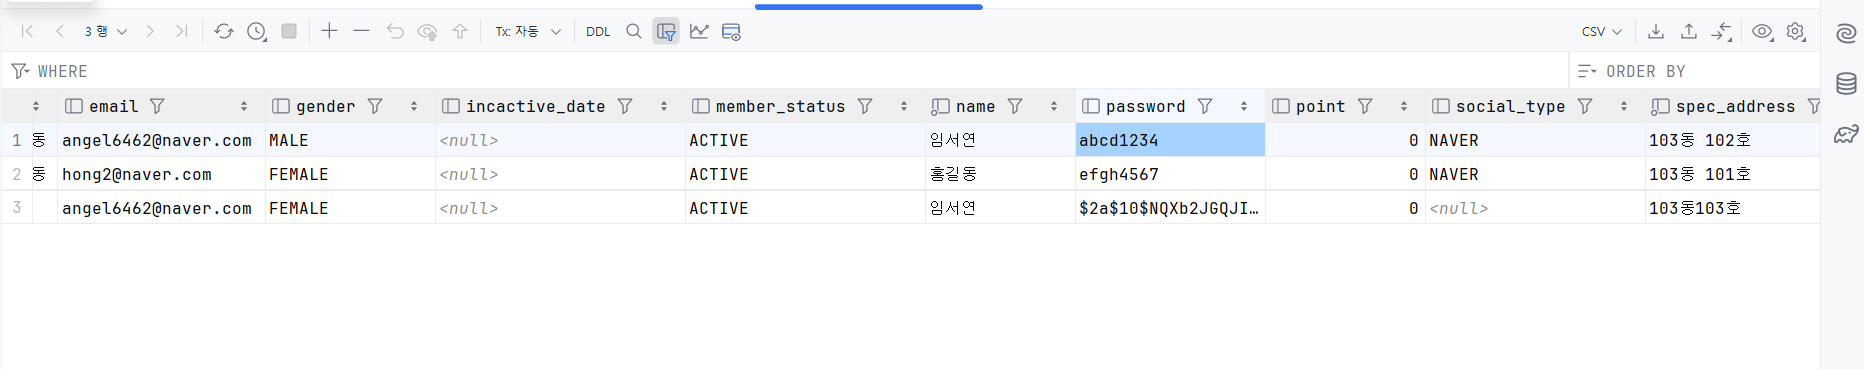 3 행 Tx: 자동 DDL CSV
WHERE ORDER BY
email gender incactive_date member_status name password point social_type spec_address
1 동 angel6462@naver.com MALE <null> ACTIVE 임서연 abcd1234 0 NAVER 103동 102호
2 동 hong2@naver.com FEMALE <null> ACTIVE 홍길동 efgh4567 0 NAVER 103동 101호
3 angel6462@naver.com FEMALE <null> ACTIVE 임서연 $2a$10$NQXb2JGQJI… 0 <null> 103동103호